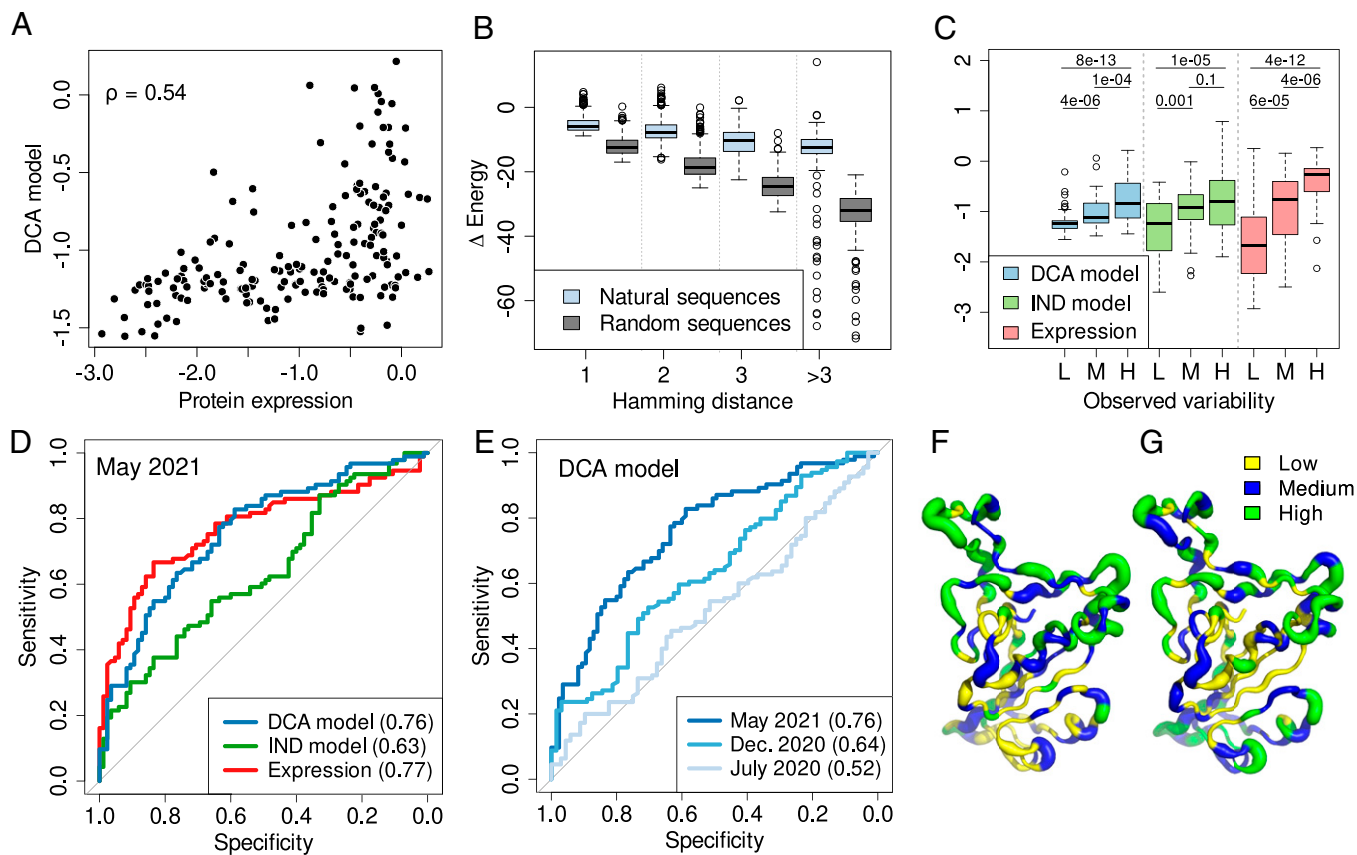 A
DCA model
0.0
-0.5
-1.0
-1.5
ρ = 0.54
-3.0 -2.0 -1.0 0.0
Protein expression
B
Δ Energy
0
-20
-40
-60
Natural sequences
Random sequences
1 2 3 >3
Hamming distance
C
2
1
0
-1
-2
-3
8e-13 1e-05 4e-12
1e-04 0.1 4e-06
4e-06 0.001 6e-05
DCA model
IND model
Expression
L M H L M H L M H
Observed variability
D
May 2021
Sensitivity
1.0
0.8
0.6
0.4
0.2
0.0
DCA model (0.76)
IND model (0.63)
Expression (0.77)
1.0 0.8 0.6 0.4 0.2 0.0
Specificity
E
DCA model
Sensitivity
1.0
0.8
0.6
0.4
0.2
0.0
May 2021 (0.76)
Dec. 2020 (0.64)
July 2020 (0.52)
1.0 0.8 0.6 0.4 0.2 0.0
Specificity
F
G
Low
Medium
High